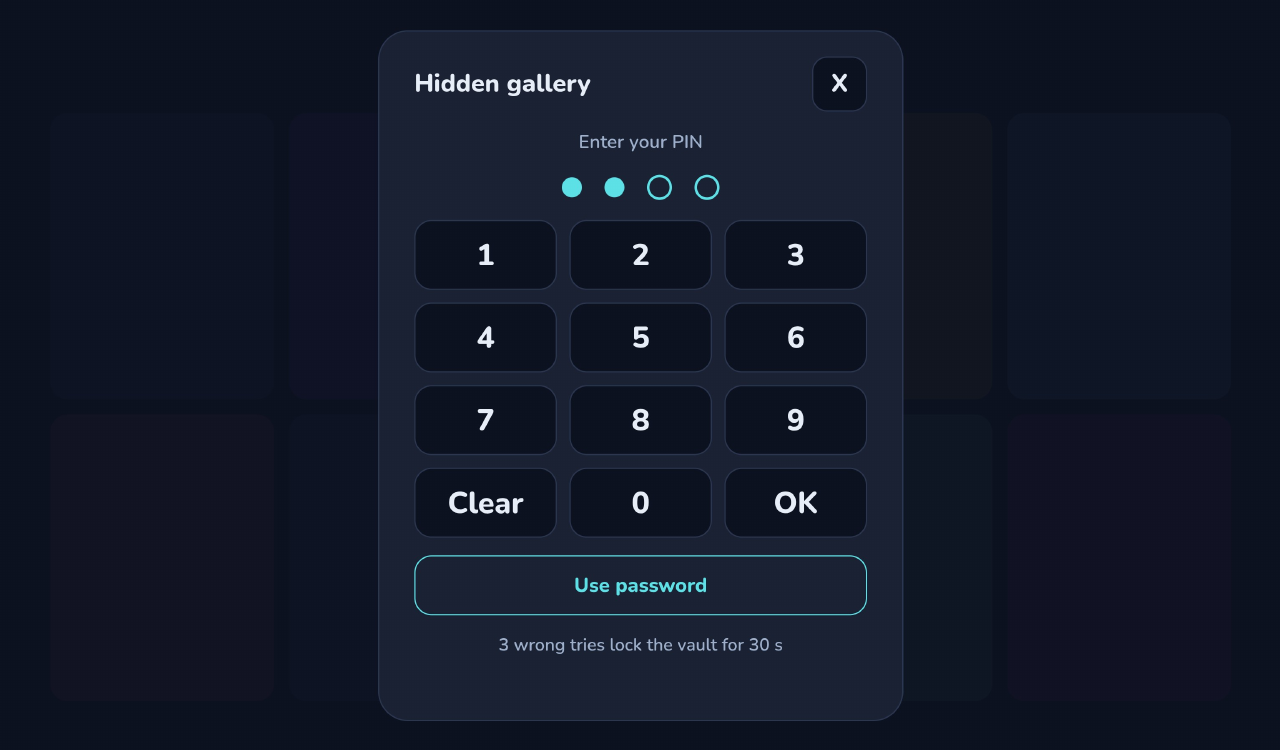 Hidden gallery X
Enter your PIN
1 2 3
4 5 6
7 8 9
Clear 0 OK
Use password
3 wrong tries lock the vault for 30 s